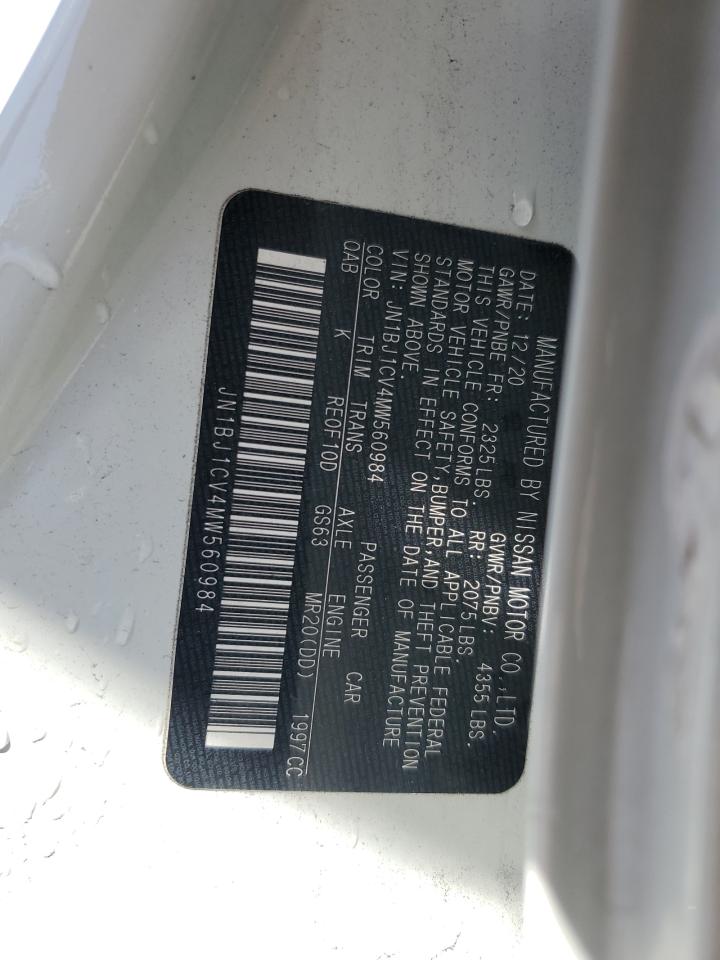 MANUFACTURED BY NISSAN MOTOR CO.,LTD.
DATE: 12/20 GVWR/PNBV: 4355 LBS.
GAWR/PNBE FR: 2325LBS. RR: 2075LBS.
THIS VEHICLE CONFORMS TO ALL APPLICABLE FEDERAL
MOTOR VEHICLE SAFETY,BUMPER,AND THEFT PREVENTION
STANDARDS IN EFFECT ON THE DATE OF MANUFACTURE
SHOWN ABOVE.
VIN: JN1BJ1CV4MW560984 PASSENGER CAR
COLOR TRIM TRANS AXLE ENGINE
QAB K RE0F10D GS63 MR20(DD) 1997CC
JN1BJ1CV4MW560984